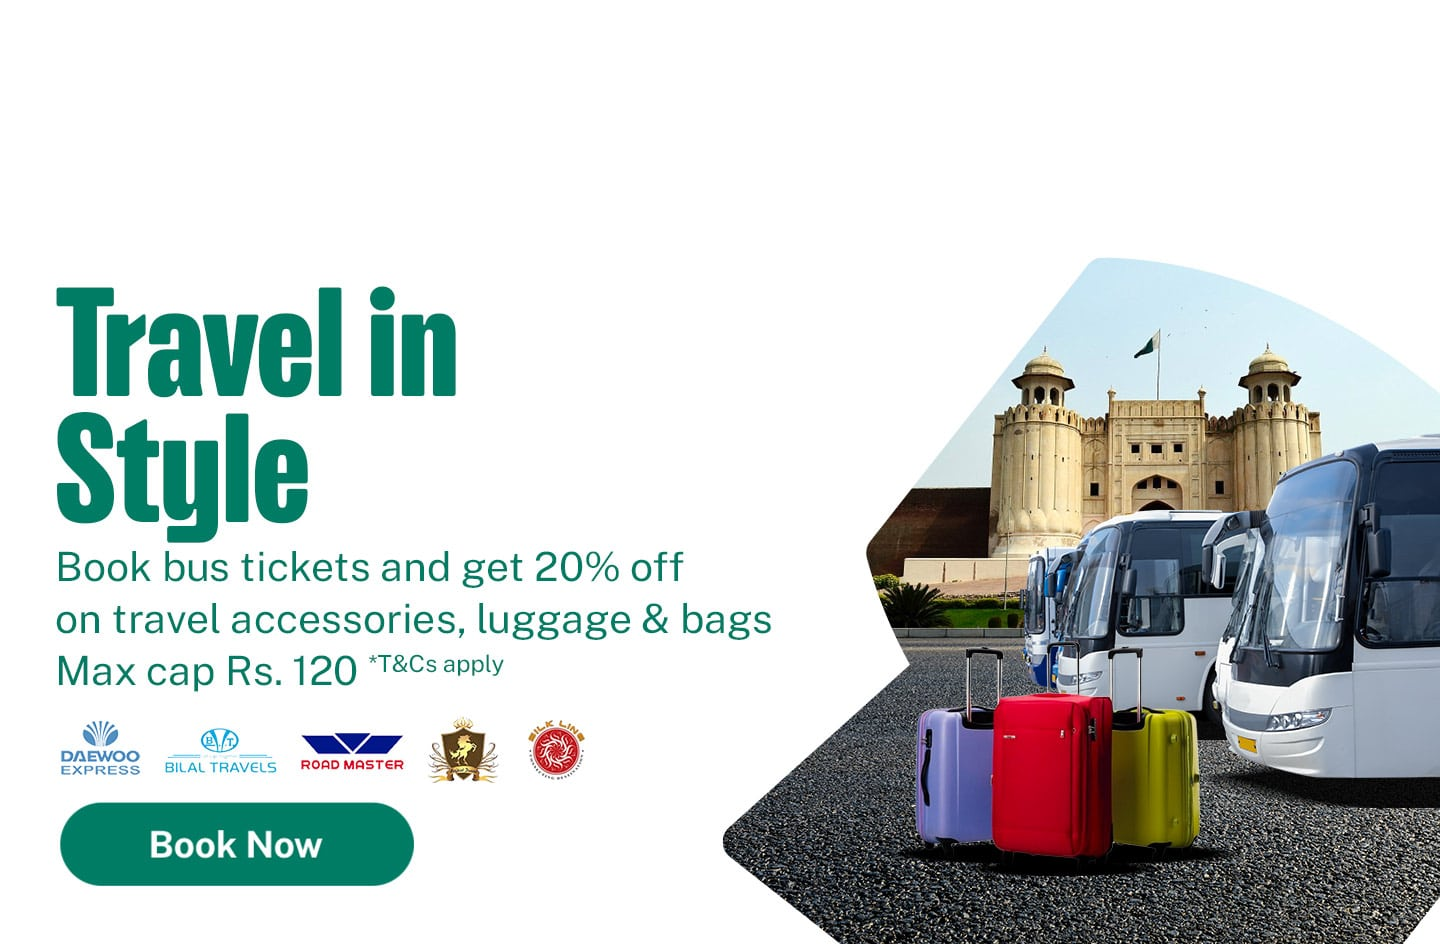 Travel in
Style
Book bus tickets and get 20% off
on travel accessories, luggage & bags
Max cap Rs. 120 *T&Cs apply
DAEWOO
EXPRESS
BT
BILAL TRAVELS
ROAD MASTER
SILK LINE
Book Now